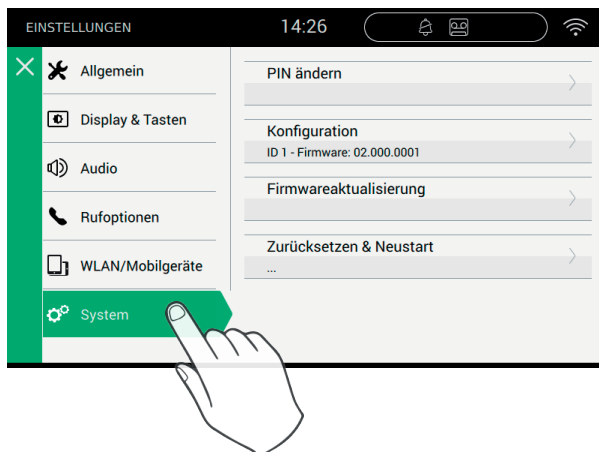 EINSTELLUNGEN 14:26
Allgemein
Display & Tasten
Audio
Rufoptionen
WLAN/Mobilgeräte
System
PIN ändern
Konfiguration
ID 1 - Firmware: 02.000.0001
Firmwareaktualisierung
Zurücksetzen & Neustart
...